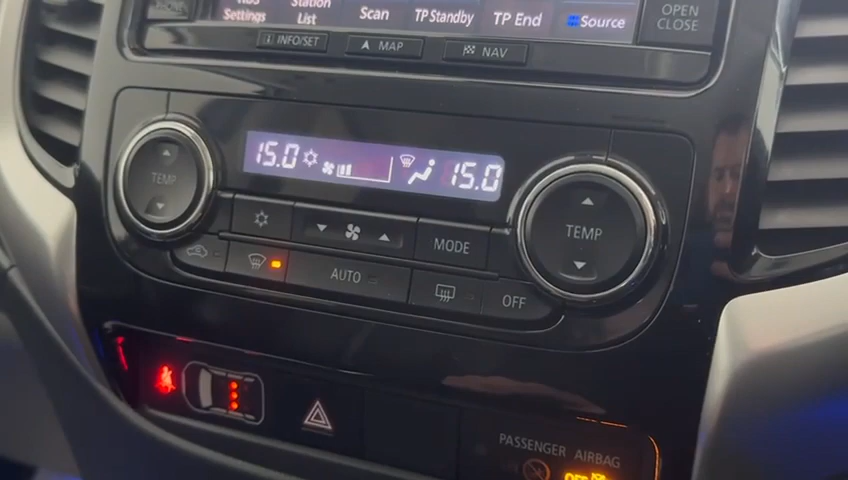 Settings
Station
List
Scan
TP Standby
TP End
Source
OPEN
CLOSE
i INFO/SET
MAP
NAV
15.0
15.0
TEMP
TEMP
MODE
AUTO
OFF
PASSENGER AIRBAG
OFF